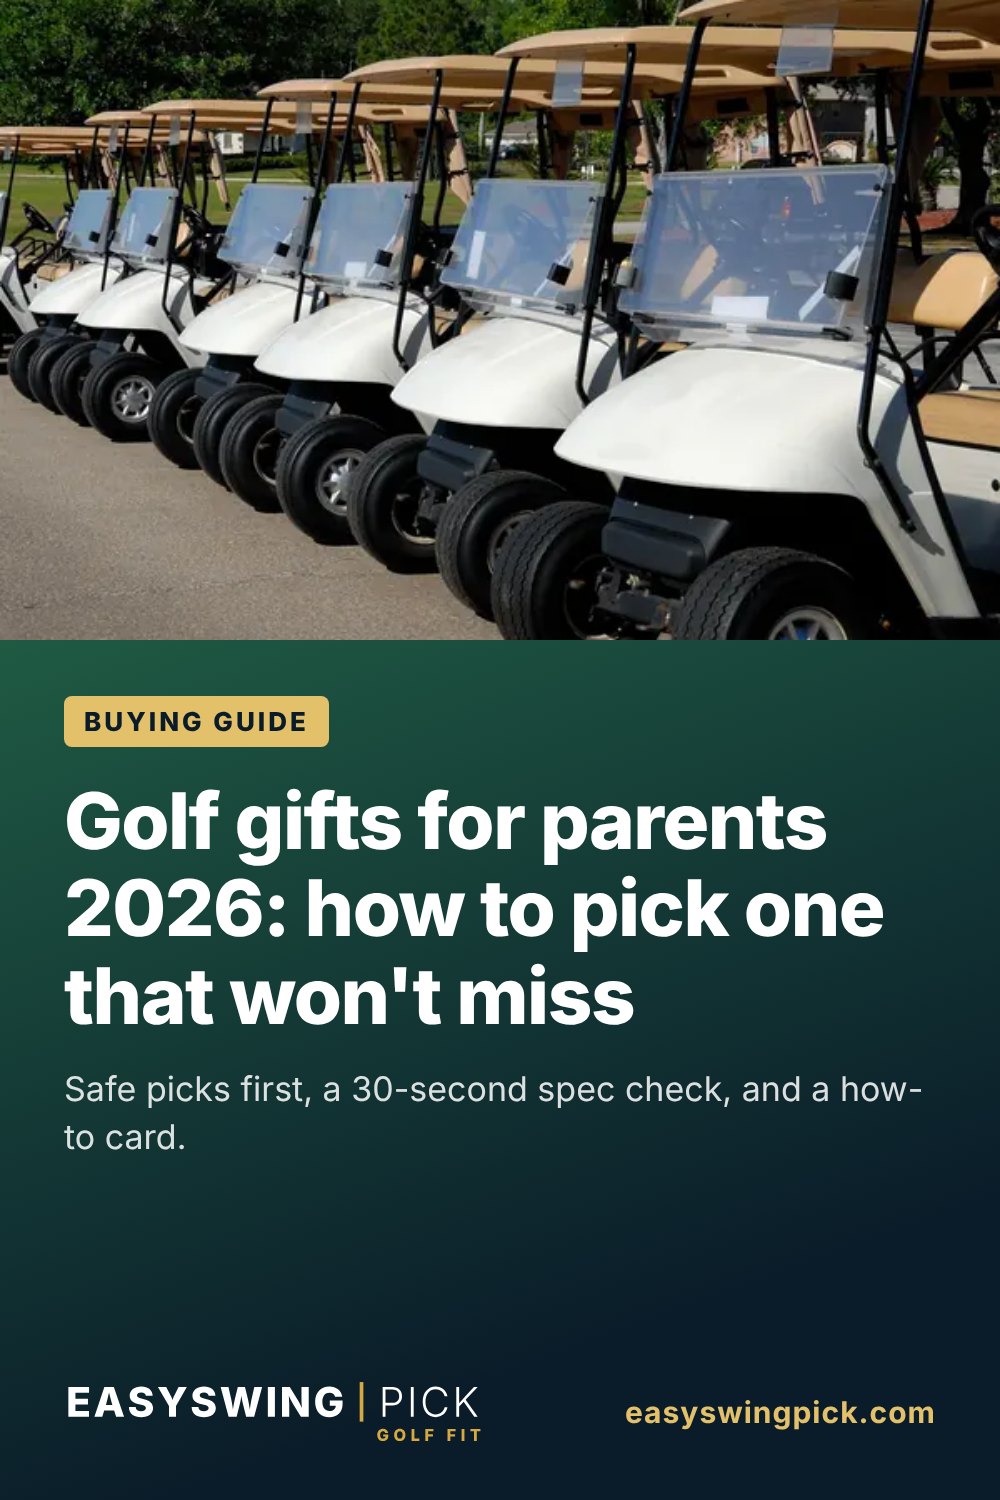 BUYING GUIDE
Golf gifts for parents
2026: how to pick one
that won't miss
Safe picks first, a 30-second spec check, and a how-
to card.
EASYSWING | PICK
GOLF FIT
easyswingpick.com